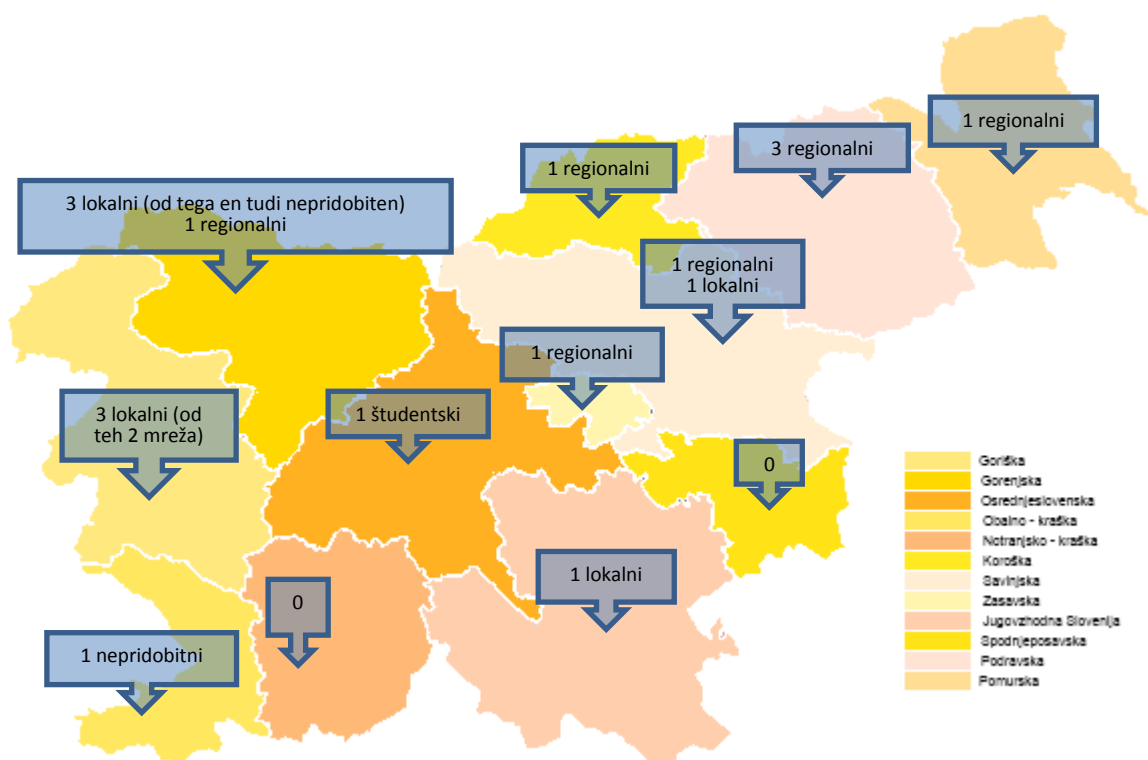 1 regionalni
3 regionalni
1 regionalni
3 lokalni (od tega en tudi nepridobiten)
1 regionalni
1 regionalni
1 lokalni
1 regionalni
3 lokalni (od
teh 2 mreža)
1 študentski
0
1 lokalni
0
1 nepridobitni
Goriška
Gorenjska
Osrednjeslovenska
Obalno - kraška
Notranjsko - kraška
Koroška
Savinjska
Zasavska
Jugovzhodna Slovenija
Spodnjeposavska
Podravska
Pomurska